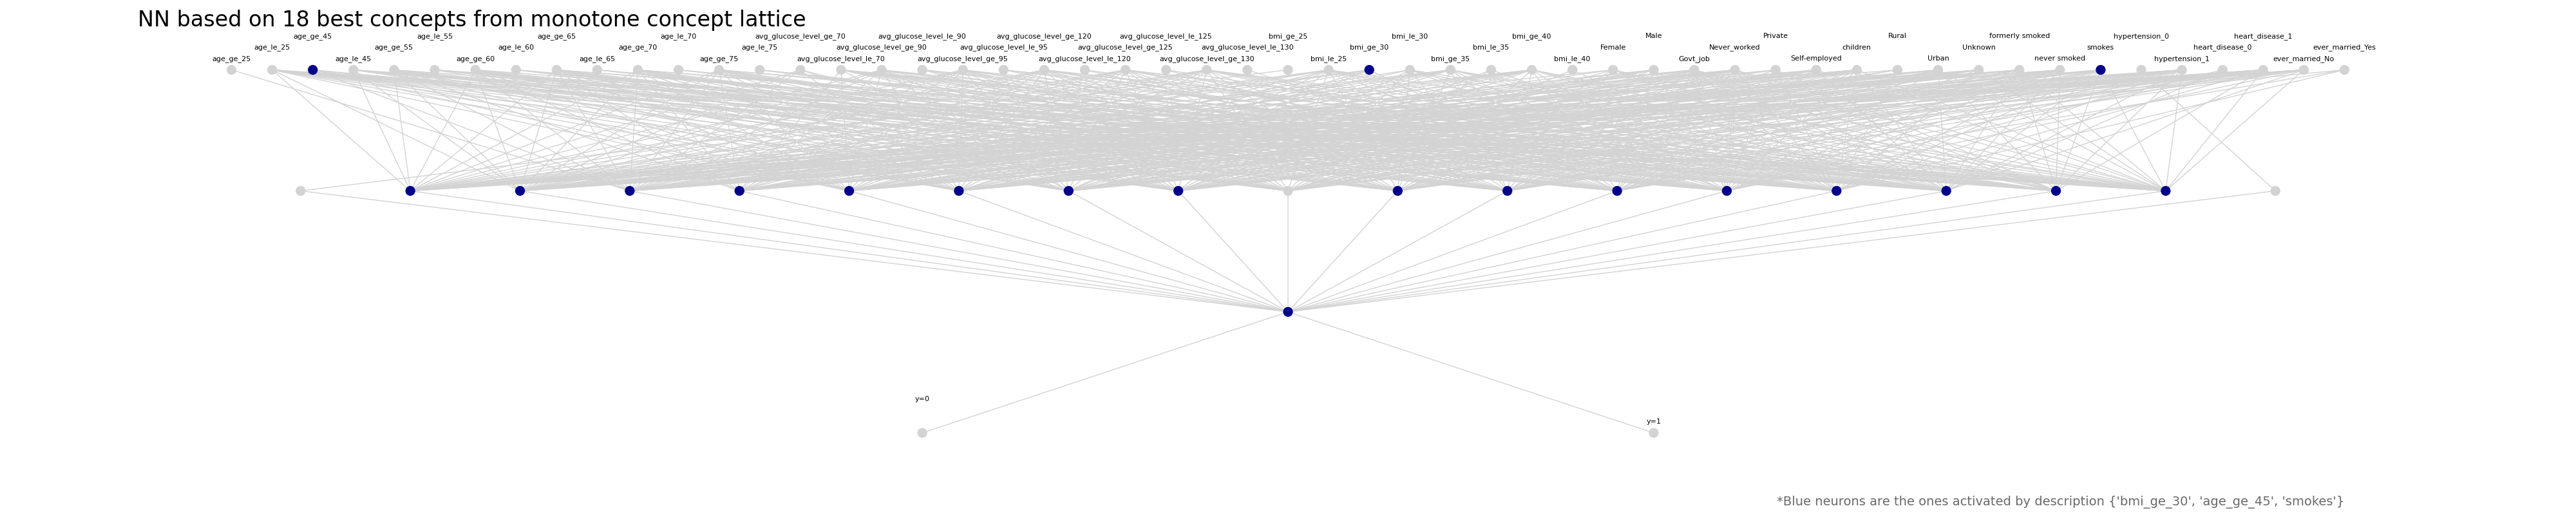 NN based on 18 best concepts from monotone concept lattice
age_ge_45 age_le_55 age_ge_65 age_le_70 avg_glucose_level_ge_70 avg_glucose_level_le_90 avg_glucose_level_ge_120 avg_glucose_level_le_125 bmi_ge_25 bmi_le_30 bmi_ge_40 Male Private Rural formerly smoked hypertension_0 heart_disease_1
age_le_25 age_ge_55 age_le_60 age_ge_70 age_le_75 avg_glucose_level_ge_90 avg_glucose_level_le_95 avg_glucose_level_ge_125 avg_glucose_level_le_130 bmi_ge_30 bmi_le_35 Female Never_worked children Unknown smokes heart_disease_0 ever_married_Yes
age_ge_25 age_le_45 age_ge_60 age_le_65 age_ge_75 avg_glucose_level_le_70 avg_glucose_level_ge_95 avg_glucose_level_le_120 avg_glucose_level_ge_130 bmi_le_25 bmi_ge_35 bmi_le_40 Govt_job Self-employed Urban never smoked hypertension_1 ever_married_No
y=0
y=1
*Blue neurons are the ones activated by description {'bmi_ge_30', 'age_ge_45', 'smokes'}